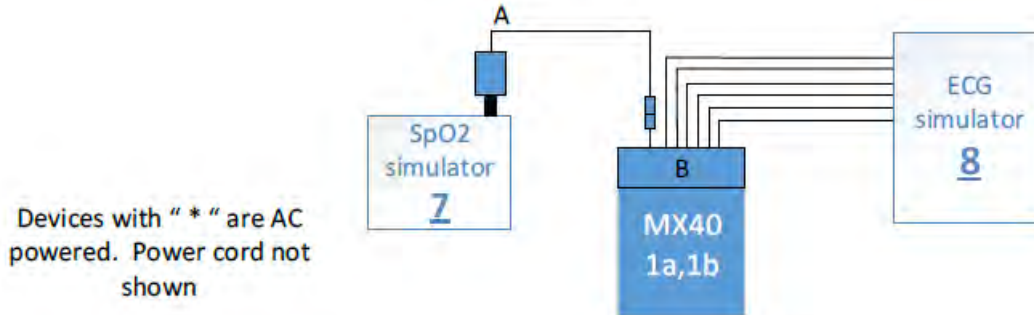 A
SpO2
simulator
7
ECG
simulator
8
B
MX40
1a,1b
Devices with “ * “ are AC
powered. Power cord not
shown